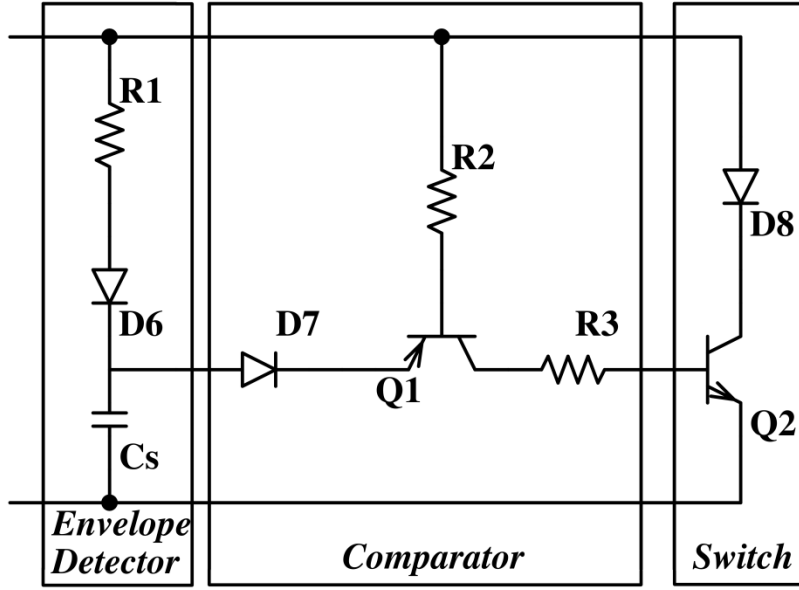 R1
R2
D8
D6
D7
R3
Q1
Q2
Cs
Envelope
Detector
Comparator
Switch